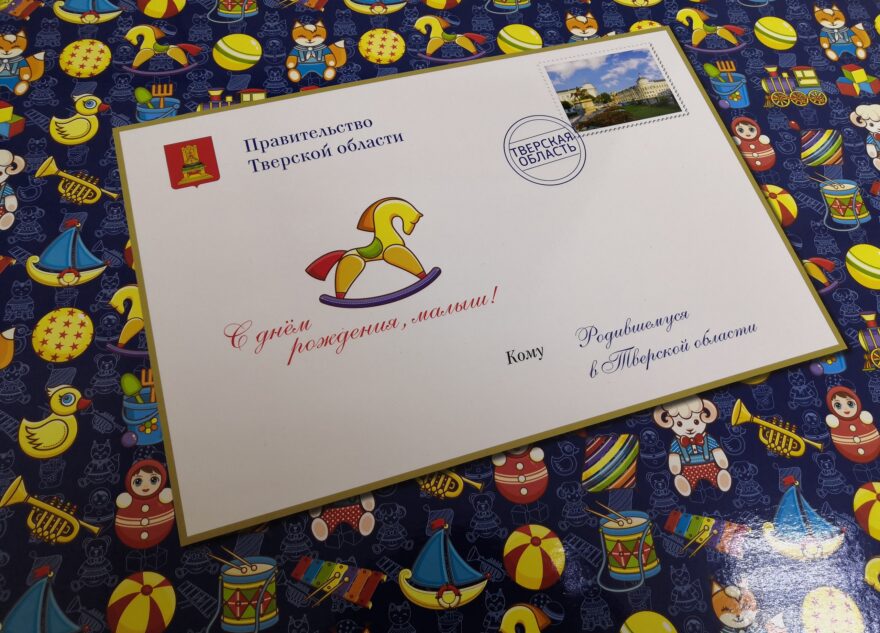 Правительство
Тверской области
ТВЕРСКАЯ
ОБЛАСТЬ
С днём
рождения, малыш!
Кому
Родившемуся
в Тверской области